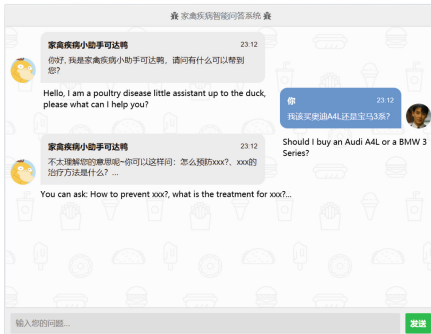 家禽疾病智能问答系统
家禽疾病小助手可达鸭 23:12
你好, 我是家禽疾病小助手可达鸭，请问有什么可以帮到
您？
Hello, I am a poultry disease little assistant up to the duck,
please what can I help you?
你 23:12
我该买奥迪A4L还是宝马3系?
Should I buy an Audi A4L or a BMW 3
Series?
家禽疾病小助手可达鸭 23:12
不太理解您的意思呢~你可以这样问：怎么预防xxx?、xxx的
治疗方法是什么？...
You can ask: How to prevent xxx?, what is the treatment for xxx?...
输入您的问题...
发送